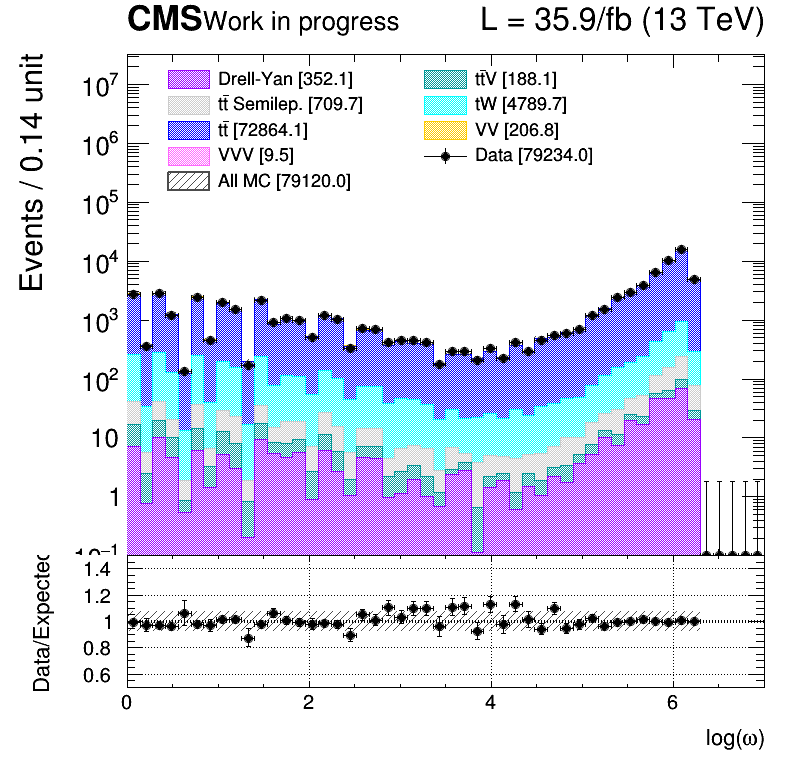 CMS Work in progress L = 35.9/fb (13 TeV)
Events / 0.14 unit
10⁷
10⁶
10⁵
10⁴
10³
10²
10
1
10⁻¹
Drell-Yan [352.1]
tt̄ Semilep. [709.7]
tt̄ [72864.1]
VVV [9.5]
All MC [79120.0]
tt̄V [188.1]
tW [4789.7]
VV [206.8]
Data [79234.0]
Data/Expected
1.4
1.2
1
0.8
0.6
0 2 4 6
log(ω)